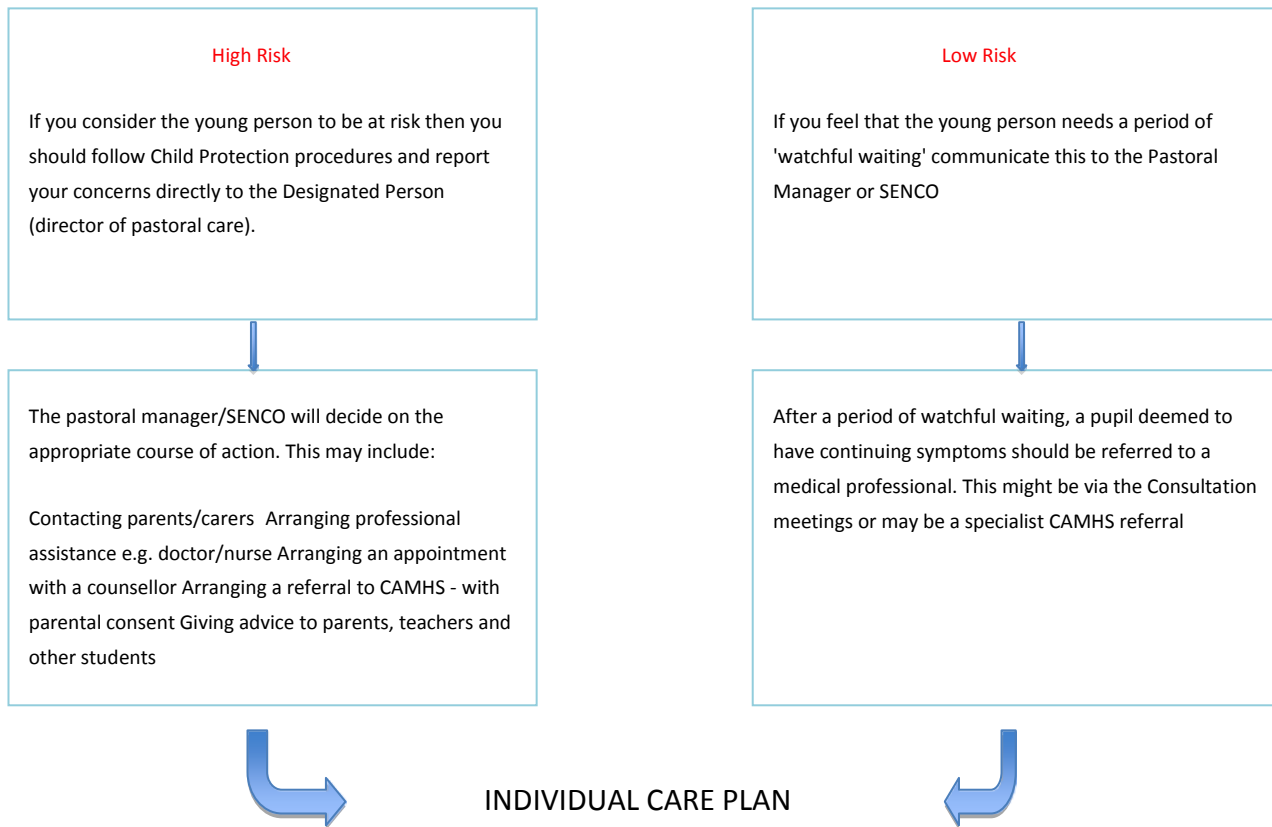 High Risk
If you consider the young person to be at risk then you
should follow Child Protection procedures and report
your concerns directly to the Designated Person
(director of pastoral care).
Low Risk
If you feel that the young person needs a period of
'watchful waiting' communicate this to the Pastoral
Manager or SENCO
The pastoral manager/SENCO will decide on the
appropriate course of action. This may include:
Contacting parents/carers  Arranging professional
assistance e.g. doctor/nurse Arranging an appointment
with a counsellor Arranging a referral to CAMHS - with
parental consent Giving advice to parents, teachers and
other students
After a period of watchful waiting, a pupil deemed to
have continuing symptoms should be referred to a
medical professional. This might be via the Consultation
meetings or may be a specialist CAMHS referral
INDIVIDUAL CARE PLAN